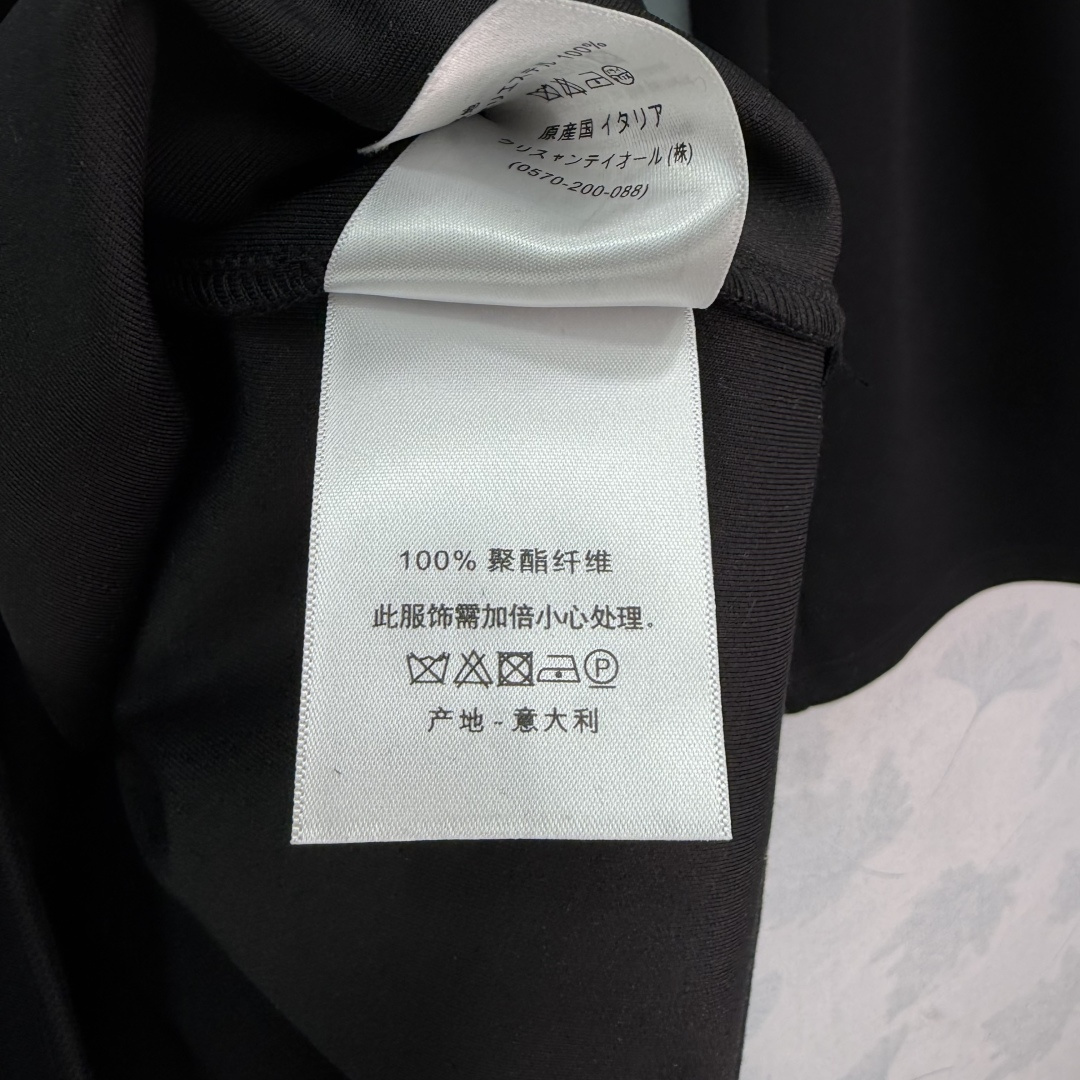 100%
原産国 イタリア
クリスャンティオール(株)
(0570-200-088)
100% 聚酯纤维
此服饰需加倍小心处理.
P
产地 - 意大利